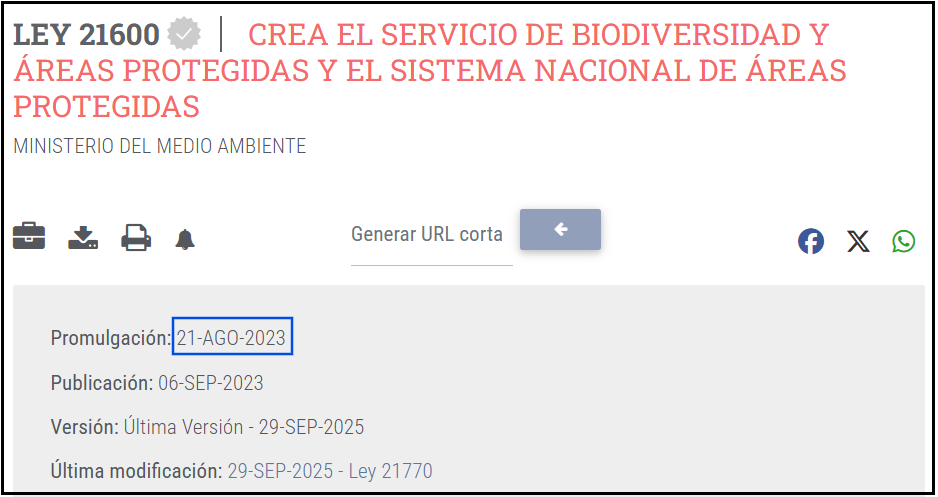 LEY 21600 | CREA EL SERVICIO DE BIODIVERSIDAD Y
ÁREAS PROTEGIDAS Y EL SISTEMA NACIONAL DE ÁREAS
PROTEGIDAS
MINISTERIO DEL MEDIO AMBIENTE
Generar URL corta
Promulgación: 21-AGO-2023
Publicación: 06-SEP-2023
Versión: Última Versión - 29-SEP-2025
Última modificación: 29-SEP-2025 - Ley 21770